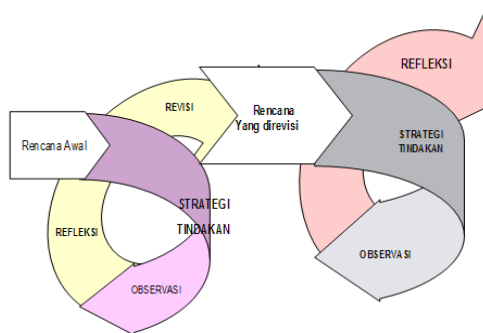 Rencana Awal
STRATEGI
TINDAKAN
OBSERVASI
REFLEKSI
REVISI
Rencana
Yang direvisi
STRATEGI
TINDAKAN
OBSERVASI
REFLEKSI